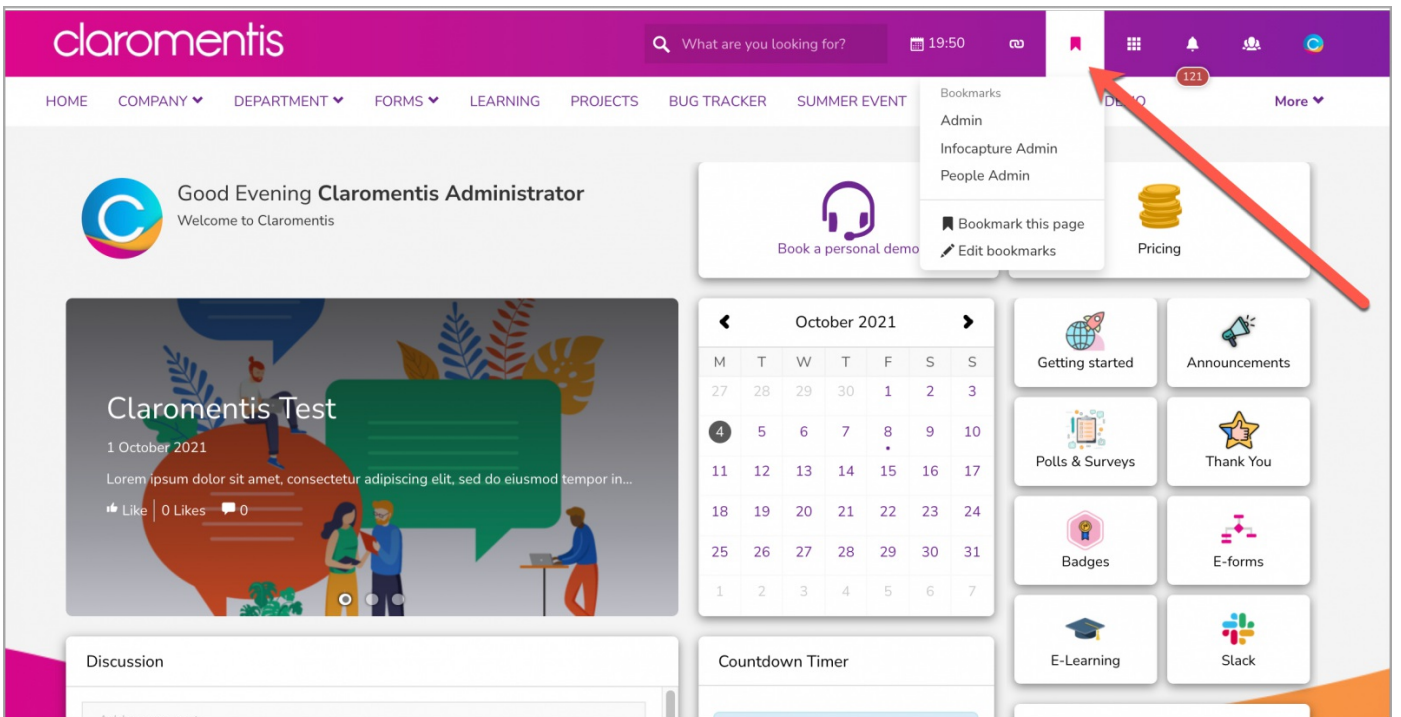 claromentis
What are you looking for?
19:50
121
HOME COMPANY DEPARTMENT FORMS LEARNING PROJECTS BUG TRACKER SUMMER EVENT DEMO More
Bookmarks
Admin
Infocapture Admin
People Admin
Bookmark this page
Edit bookmarks
Good Evening Claromentis Administrator
Welcome to Claromentis
Book a personal demo
Pricing
Claromentis Test
1 October 2021
Lorem ipsum dolor sit amet, consectetur adipiscing elit, sed do eiusmod tempor in...
Like 0 Likes 0
October 2021
M T W T F S S
27 28 29 30 1 2 3
4 5 6 7 8 9 10
11 12 13 14 15 16 17
18 19 20 21 22 23 24
25 26 27 28 29 30 31
1 2 3 4 5 6 7
Getting started
Announcements
Polls & Surveys
Thank You
Badges
E-forms
E-Learning
Slack
Discussion
Countdown Timer